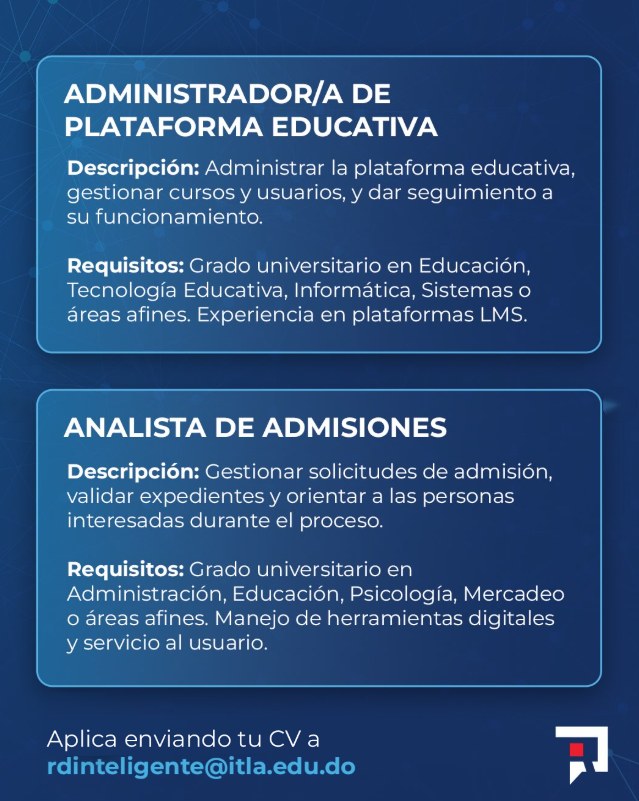 ADMINISTRADOR/A DE
PLATAFORMA EDUCATIVA
Descripción: Administrar la plataforma educativa,
gestionar cursos y usuarios, y dar seguimiento a
su funcionamiento.
Requisitos: Grado universitario en Educación,
Tecnología Educativa, Informática, Sistemas o
áreas afines. Experiencia en plataformas LMS.
ANALISTA DE ADMISIONES
Descripción: Gestionar solicitudes de admisión,
validar expedientes y orientar a las personas
interesadas durante el proceso.
Requisitos: Grado universitario en
Administración, Educación, Psicología, Mercadeo
o áreas afines. Manejo de herramientas digitales
y servicio al usuario.
Aplica enviando tu CV a
rdinteligente@itla.edu.do